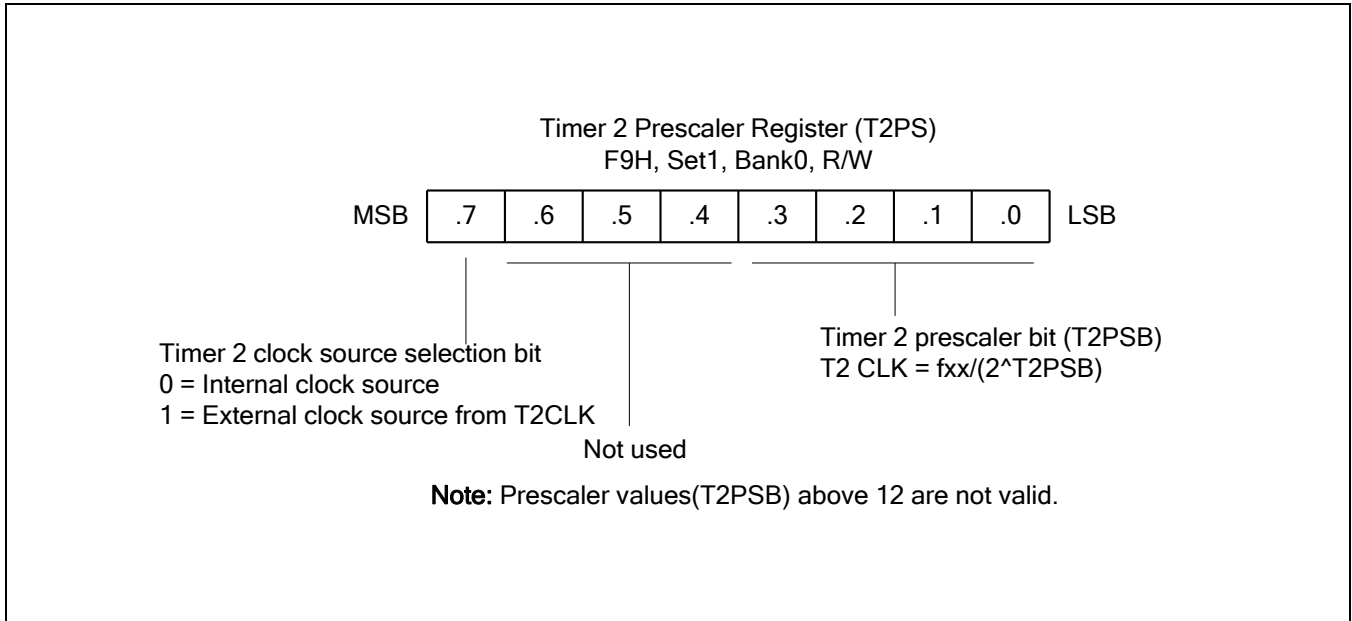 Timer 2 Prescaler Register (T2PS)
F9H, Set1, Bank0, R/W
MSB .7 .6 .5 .4 .3 .2 .1 .0 LSB
Timer 2 clock source selection bit
0 = Internal clock source
1 = External clock source from T2CLK
Not used
Timer 2 prescaler bit (T2PSB)
T2 CLK = fxx/(2^T2PSB)
Note: Prescaler values(T2PSB) above 12 are not valid.